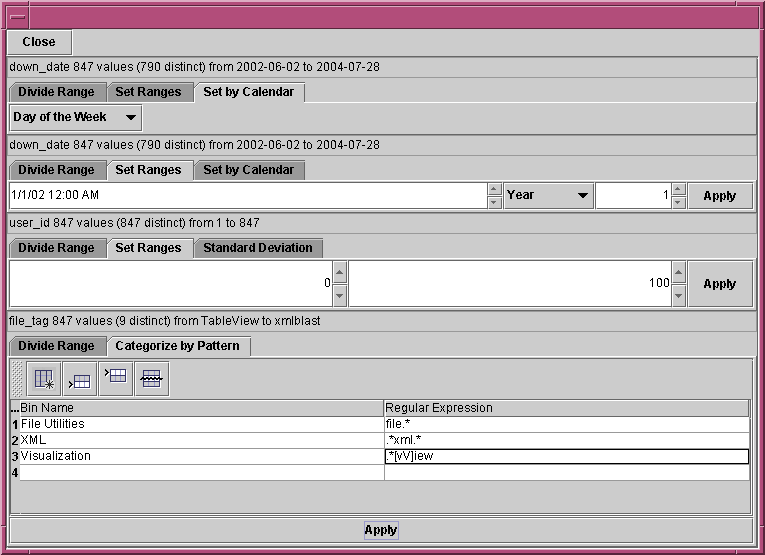 Close
down_date 847 values (790 distinct) from 2002-06-02 to 2004-07-28
Divide Range Set Ranges Set by Calendar
Day of the Week
down_date 847 values (790 distinct) from 2002-06-02 to 2004-07-28
Divide Range Set Ranges Set by Calendar
1/1/02 12:00 AM Year 1 Apply
user_id 847 values (847 distinct) from 1 to 847
Divide Range Set Ranges Standard Deviation
0 100 Apply
file_tag 847 values (9 distinct) from TableView to xmlblast
Divide Range Categorize by Pattern
... Bin Name Regular Expression
1 File Utilities file.*
2 XML .*xml.*
3 Visualization .*[vV]iew
4
Apply